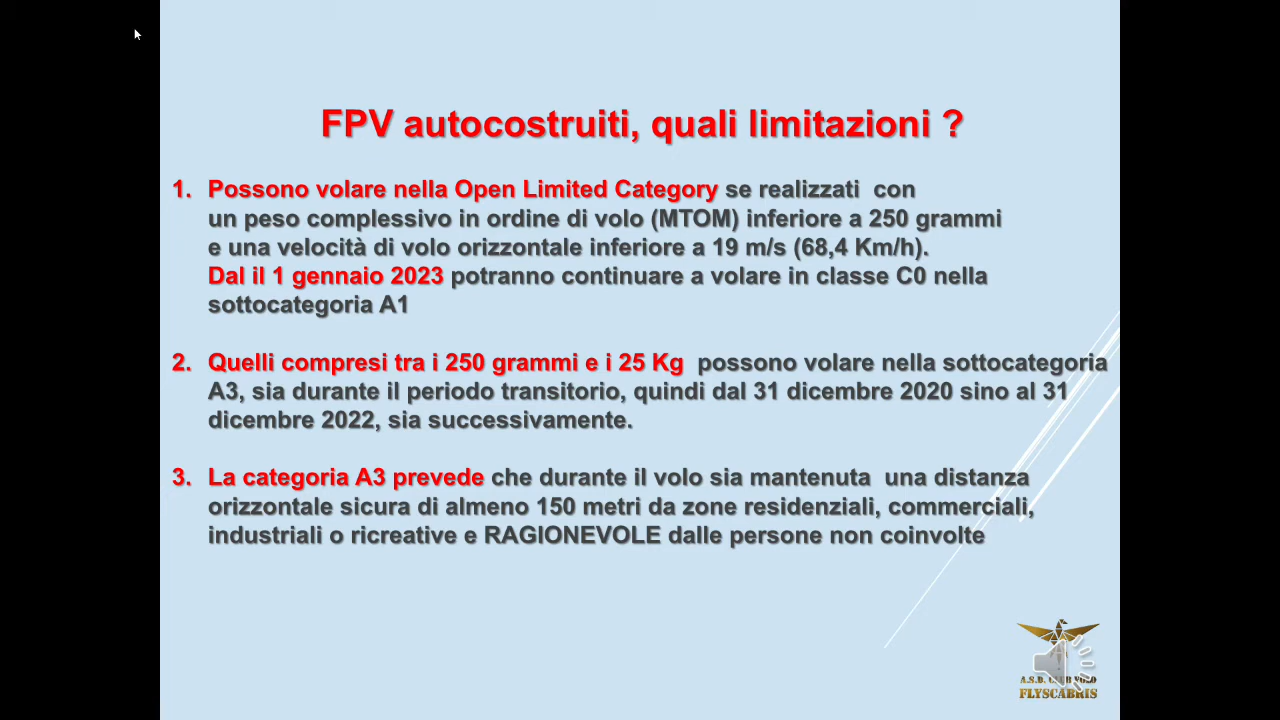 FPV autocostruiti, quali limitazioni ?
1. Possono volare nella Open Limited Category se realizzati con
un peso complessivo in ordine di volo (MTOM) inferiore a 250 grammi
e una velocità di volo orizzontale inferiore a 19 m/s (68,4 Km/h).
Dal il 1 gennaio 2023 potranno continuare a volare in classe C0 nella
sottocategoria A1
2. Quelli compresi tra i 250 grammi e i 25 Kg possono volare nella sottocategoria
A3, sia durante il periodo transitorio, quindi dal 31 dicembre 2020 sino al 31
dicembre 2022, sia successivamente.
3. La categoria A3 prevede che durante il volo sia mantenuta una distanza
orizzontale sicura di almeno 150 metri da zone residenziali, commerciali,
industriali o ricreative e RAGIONEVOLE dalle persone non coinvolte
A.S.D. CLUB VOLO
FLYSCABRIS